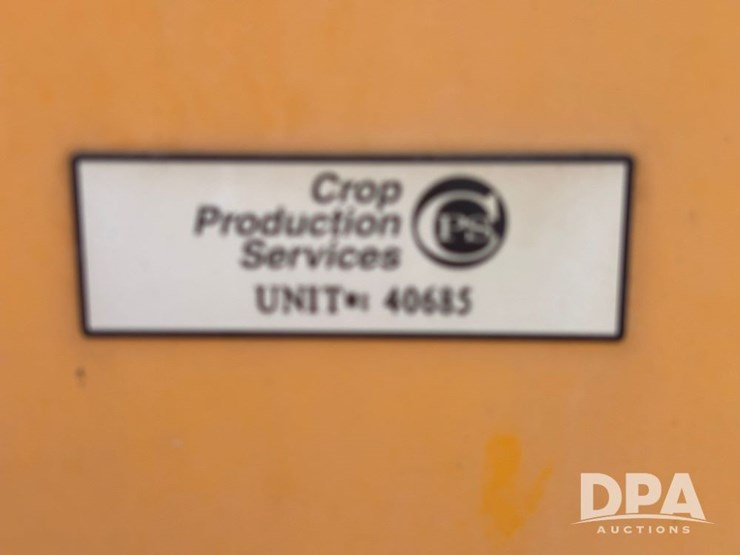 Crop
Production
Services
CPS
UNIT#: 40685
DPA
AUCTIONS